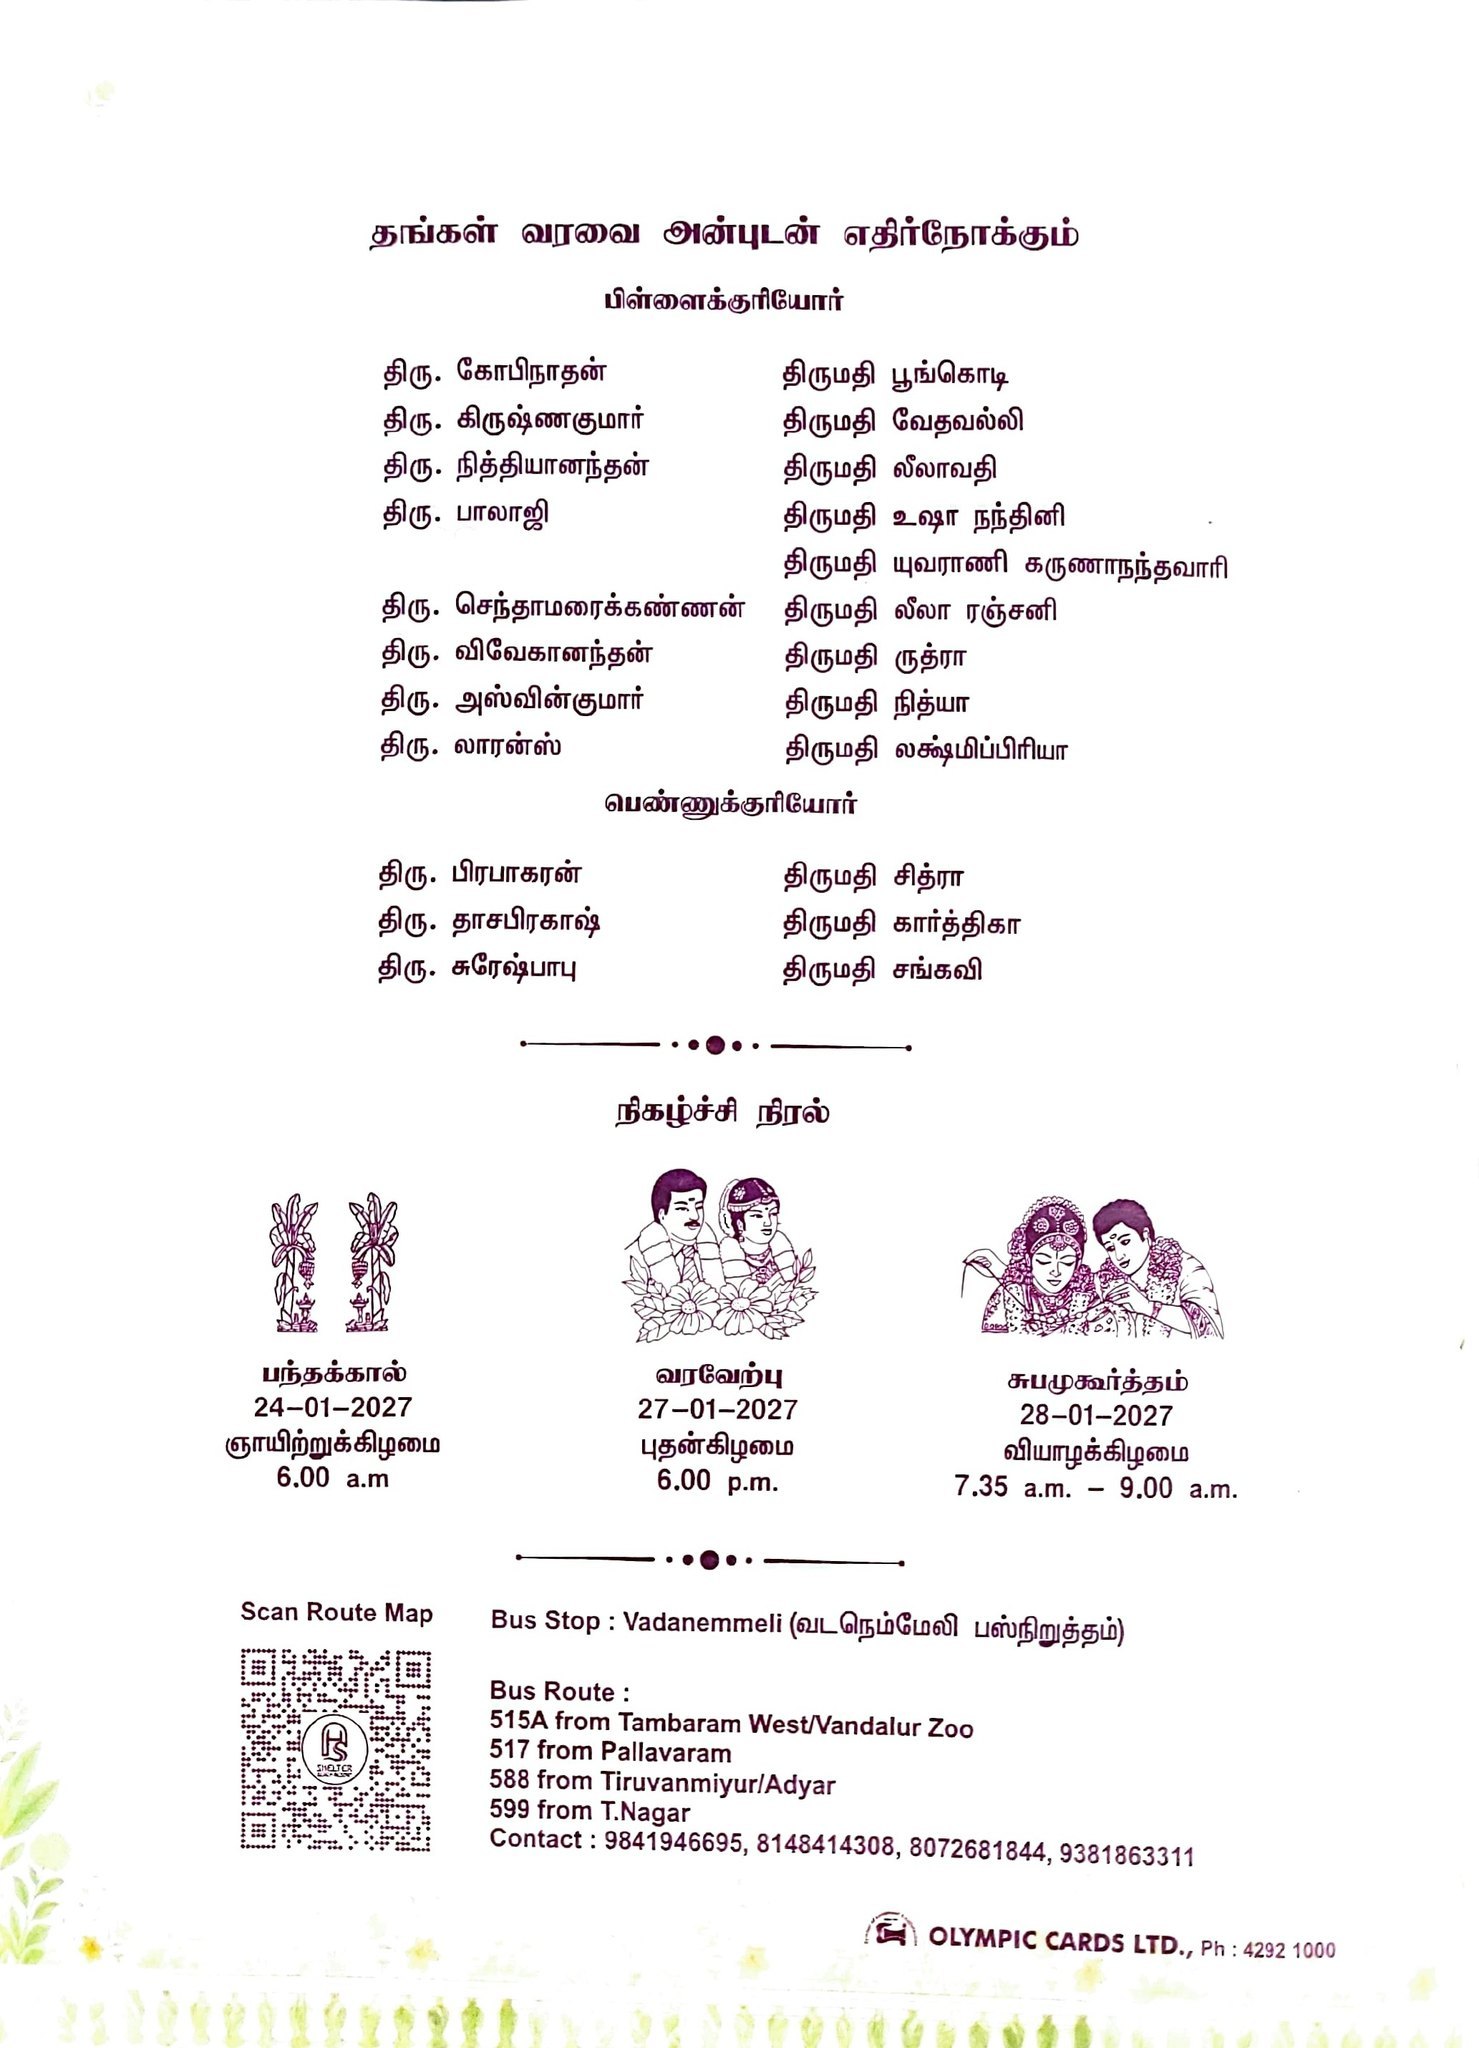 தங்கள் வரவை அன்புடன் எதிர்நோக்கும்
பிள்ளைக்குரியோர்
திரு. கோபிநாதன் திருமதி பூங்கொடி
திரு. கிருஷ்ணகுமார் திருமதி வேதவல்லி
திரு. நித்தியானந்தன் திருமதி லீலாவதி
திரு. பாலாஜி திருமதி உஷா நந்தினி
திருமதி யுவராணி கருணாநந்தவாரி
திரு. செந்தாமரைக்கண்ணன் திருமதி லீலா ரஞ்சனி
திரு. விவேகானந்தன் திருமதி ருத்ரா
திரு. அஸ்வின்குமார் திருமதி நித்யா
திரு. லாரன்ஸ் திருமதி லக்ஷ்மிப்பிரியா
பெண்ணுக்குரியோர்
திரு. பிரபாகரன் திருமதி சித்ரா
திரு. தாசபிரகாஷ் திருமதி கார்த்திகா
திரு. சுரேஷ்பாபு திருமதி சங்கவி
நிகழ்ச்சி நிரல்
பந்தக்கால்
24-01-2027
ஞாயிற்றுக்கிழமை
6.00 a.m
வரவேற்பு
27-01-2027
புதன்கிழமை
6.00 p.m.
சுபமுகூர்த்தம்
28-01-2027
வியாழக்கிழமை
7.35 a.m. - 9.00 a.m.
Scan Route Map
SHELTER
Bus Stop : Vadanemmeli (வடநெம்மேலி பஸ்நிறுத்தம்)
Bus Route :
515A from Tambaram West/Vandalur Zoo
517 from Pallavaram
588 from Tiruvanmiyur/Adyar
599 from T.Nagar
Contact : 9841946695, 8148414308, 8072681844, 9381863311
OLYMPIC CARDS LTD., Ph : 4292 1000